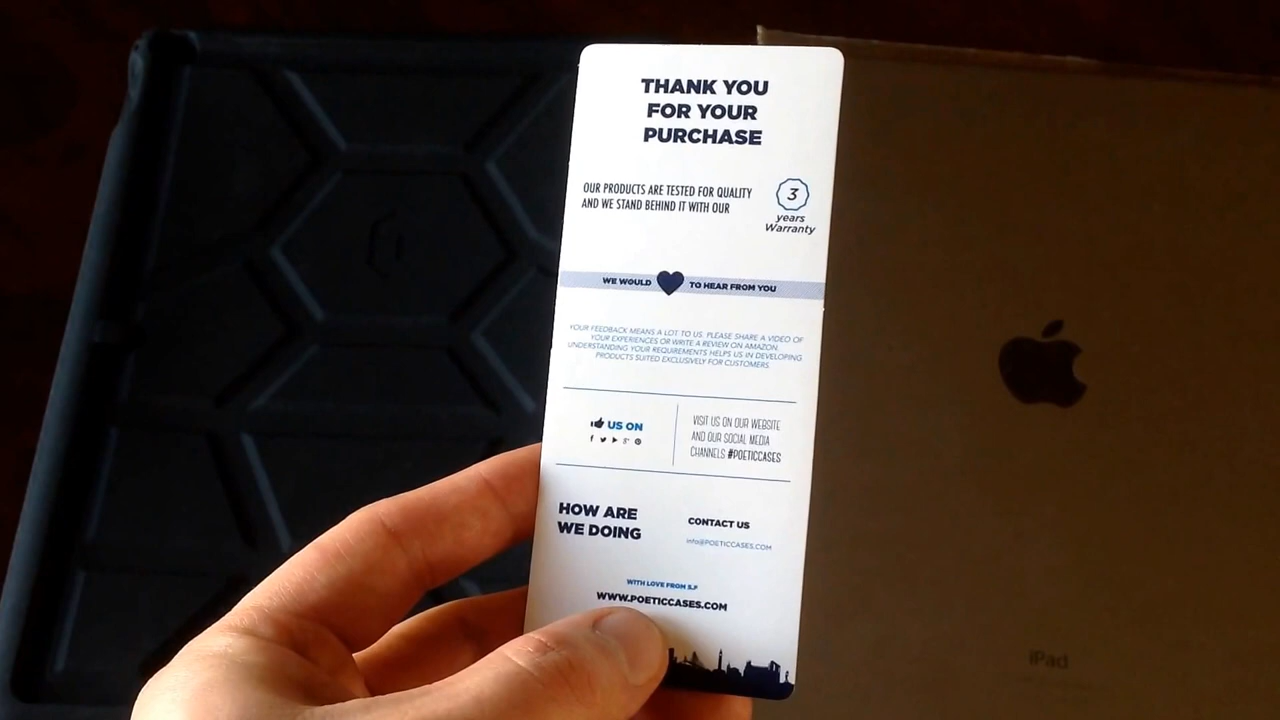 THANK YOU
FOR YOUR
PURCHASE
OUR PRODUCTS ARE TESTED FOR QUALITY
AND WE STAND BEHIND IT WITH OUR
3
years
Warranty
WE WOULD TO HEAR FROM YOU
YOUR FEEDBACK MEANS A LOT TO US. PLEASE SHARE A VIDEO OF
YOUR EXPERIENCES OR WRITE A REVIEW ON AMAZON.
UNDERSTANDING YOUR REQUIREMENTS HELPS US IN DEVELOPING
PRODUCTS SUITED EXCLUSIVELY FOR CUSTOMERS.
US ON
VISIT US ON OUR WEBSITE
AND OUR SOCIAL MEDIA
CHANNELS #POETICCASES
HOW ARE
WE DOING
CONTACT US
info@POETICCASES.COM
WITH LOVE FROM S.F
WWW.POETICCASES.COM
iPad